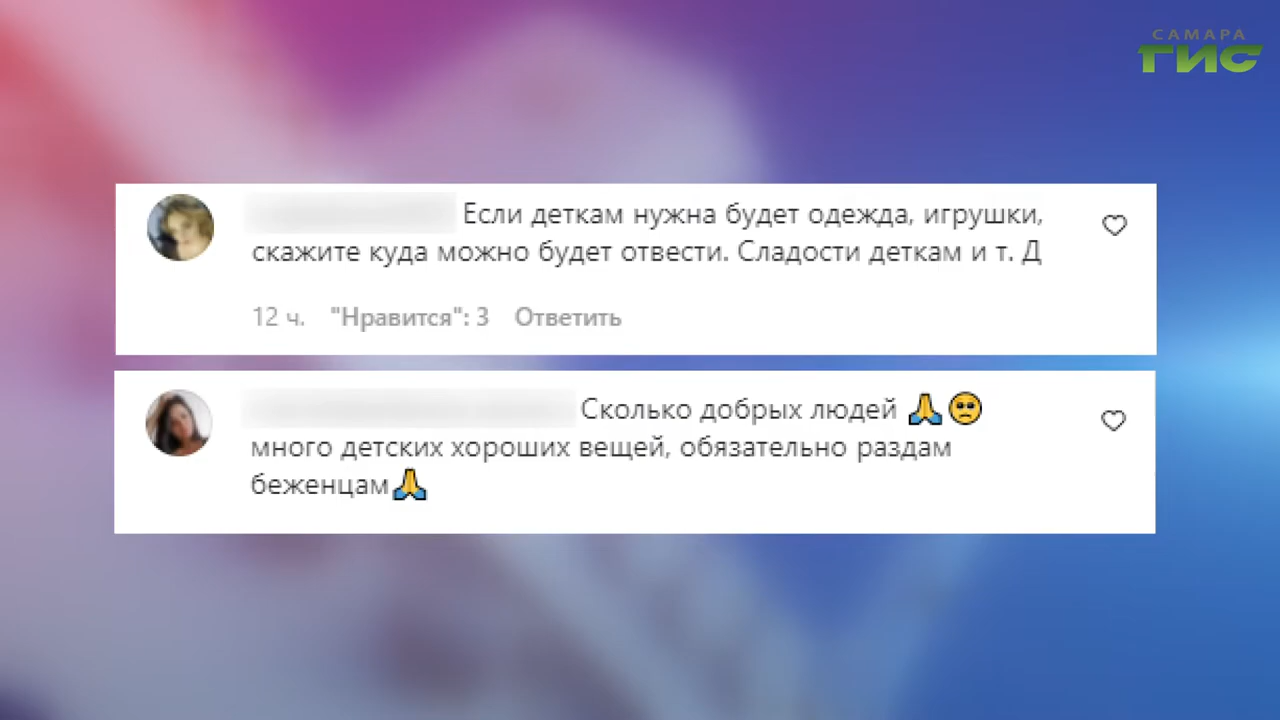 САМАРА
ГИС
Если деткам нужна будет одежда, игрушки,
скажите куда можно будет отвести. Сладости деткам и т. Д
12 ч. "Нравится": 3 Ответить
Сколько добрых людей 🙏🥺
много детских хороших вещей, обязательно раздам
беженцам🙏